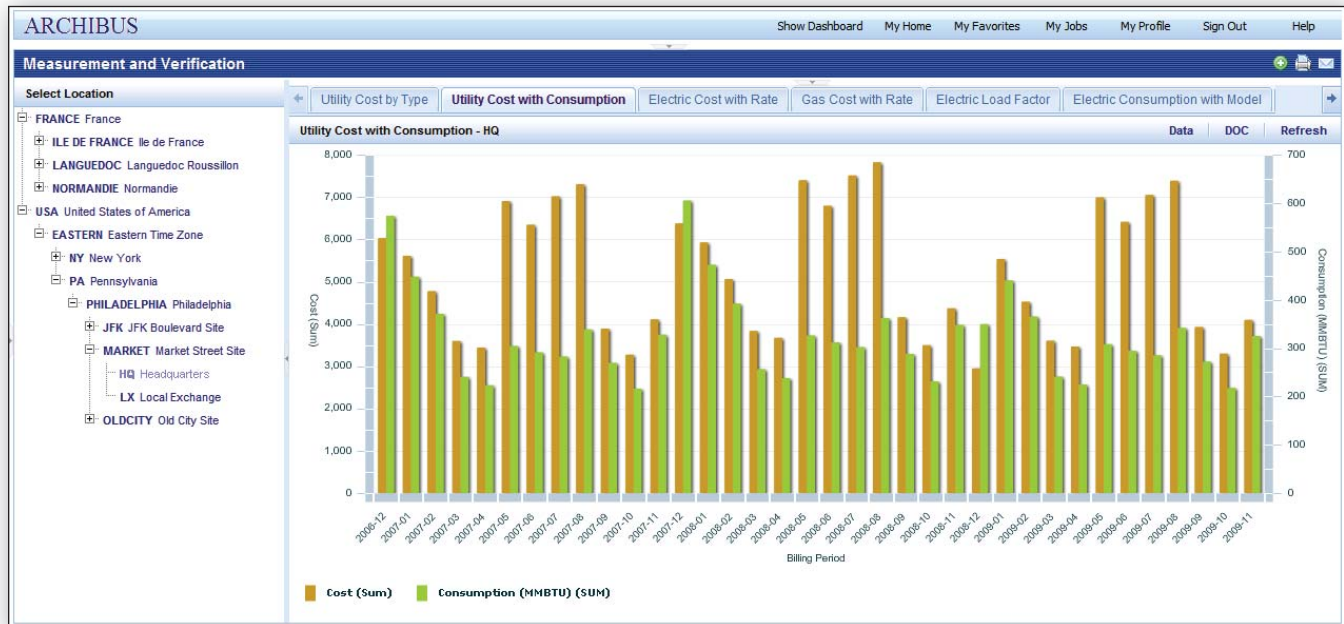 ARCHIBUS
Show Dashboard My Home My Favorites My Jobs My Profile Sign Out Help
Measurement and Verification
Select Location
FRANCE France
ILE DE FRANCE Ile de France
LANGUEDOC Languedoc Roussillon
NORMANDIE Normandie
USA United States of America
EASTERN Eastern Time Zone
NY New York
PA Pennsylvania
PHILADELPHIA Philadelphia
JFK JFK Boulevard Site
MARKET Market Street Site
HQ Headquarters
LX Local Exchange
OLDCITY Old City Site
Utility Cost by Type Utility Cost with Consumption Electric Cost with Rate Gas Cost with Rate Electric Load Factor Electric Consumption with Model
Utility Cost with Consumption - HQ Data DOC Refresh
8,000
7,000
6,000
5,000
4,000
3,000
2,000
1,000
0
Cost (Sum)
700
600
500
400
300
200
100
0
Consumption (MMBTU) (SUM)
2006-12 2007-01 2007-02 2007-03 2007-04 2007-05 2007-06 2007-07 2007-08 2007-09 2007-10 2007-11 2007-12 2008-01 2008-02 2008-03 2008-04 2008-05 2008-06 2008-07 2008-08 2008-09 2008-10 2008-11 2008-12 2009-01 2009-02 2009-03 2009-04 2009-05 2009-06 2009-07 2009-08 2009-09 2009-10 2009-11
Billing Period
Cost (Sum) Consumption (MMBTU) (SUM)